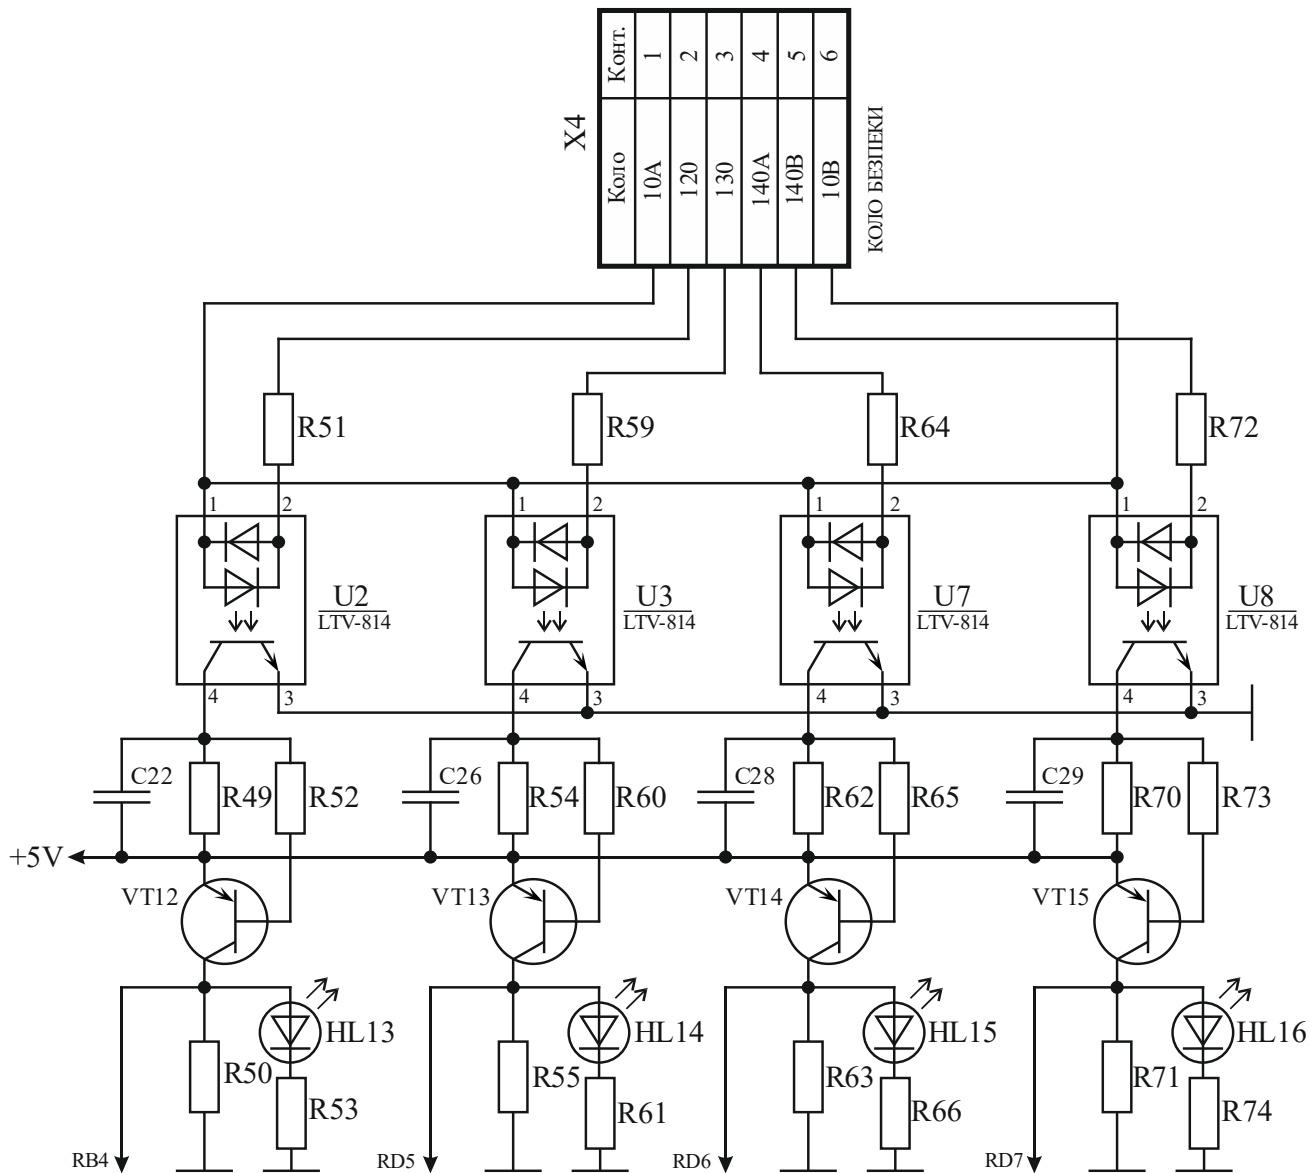 X4
Конт. 1 2 3 4 5 6
Коло 10А 120 130 140А 140В 10В
КОЛО БЕЗПЕКИ
R51 R59 R64 R72
1 2 1 2 1 2 1 2
U2 U3 U7 U8
LTV-814 LTV-814 LTV-814 LTV-814
4 3 4 3 4 3 4 3
C22 R49 R52 C26 R54 R60 C28 R62 R65 C29 R70 R73
+5V
VT12 VT13 VT14 VT15
HL13 HL14 HL15 HL16
R50 R55 R63 R71
R53 R61 R66 R74
RB4 RD5 RD6 RD7